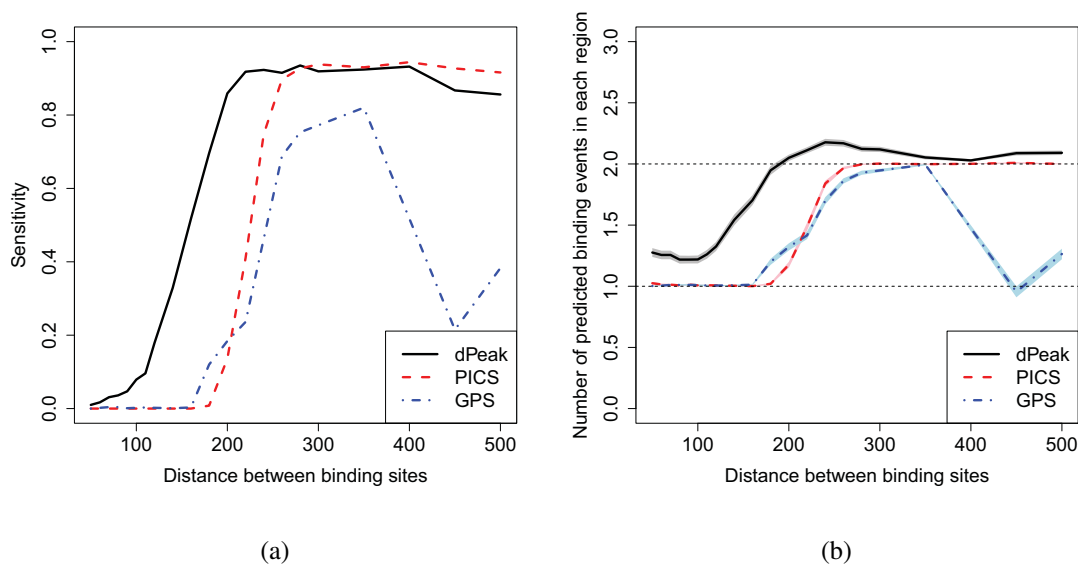 Sensitivity
1.0
0.8
0.6
0.4
0.2
0.0
100 200 300 400 500
Distance between binding sites
dPeak
PICS
GPS
(a)
Number of predicted binding events in each region
3.0
2.5
2.0
1.5
1.0
0.5
0.0
100 200 300 400 500
Distance between binding sites
dPeak
PICS
GPS
(b)